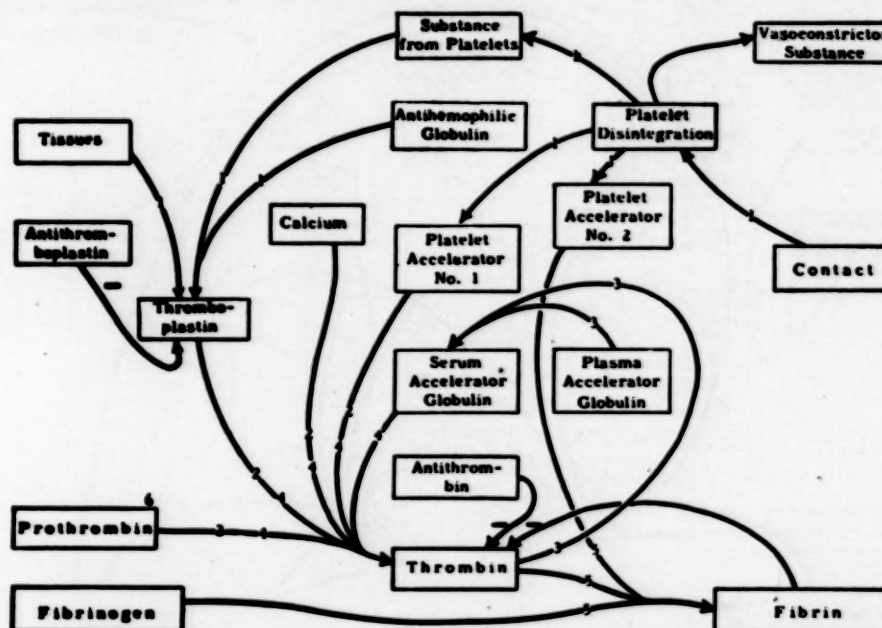 Substance
from Platelets
Vasoconstrictor
Substance
Antihemophilic
Globulin
Platelet
Disintegration
Tissues
Calcium
Platelet
Accelerator
No. 2
Antithrom-
boplastin
Platelet
Accelerator
No. 1
Contact
Thrombo-
plastin
Serum
Accelerator
Globulin
Plasma
Accelerator
Globulin
Antithrom-
bin
Prothrombin 6
Thrombin
Fibrinogen
Fibrin